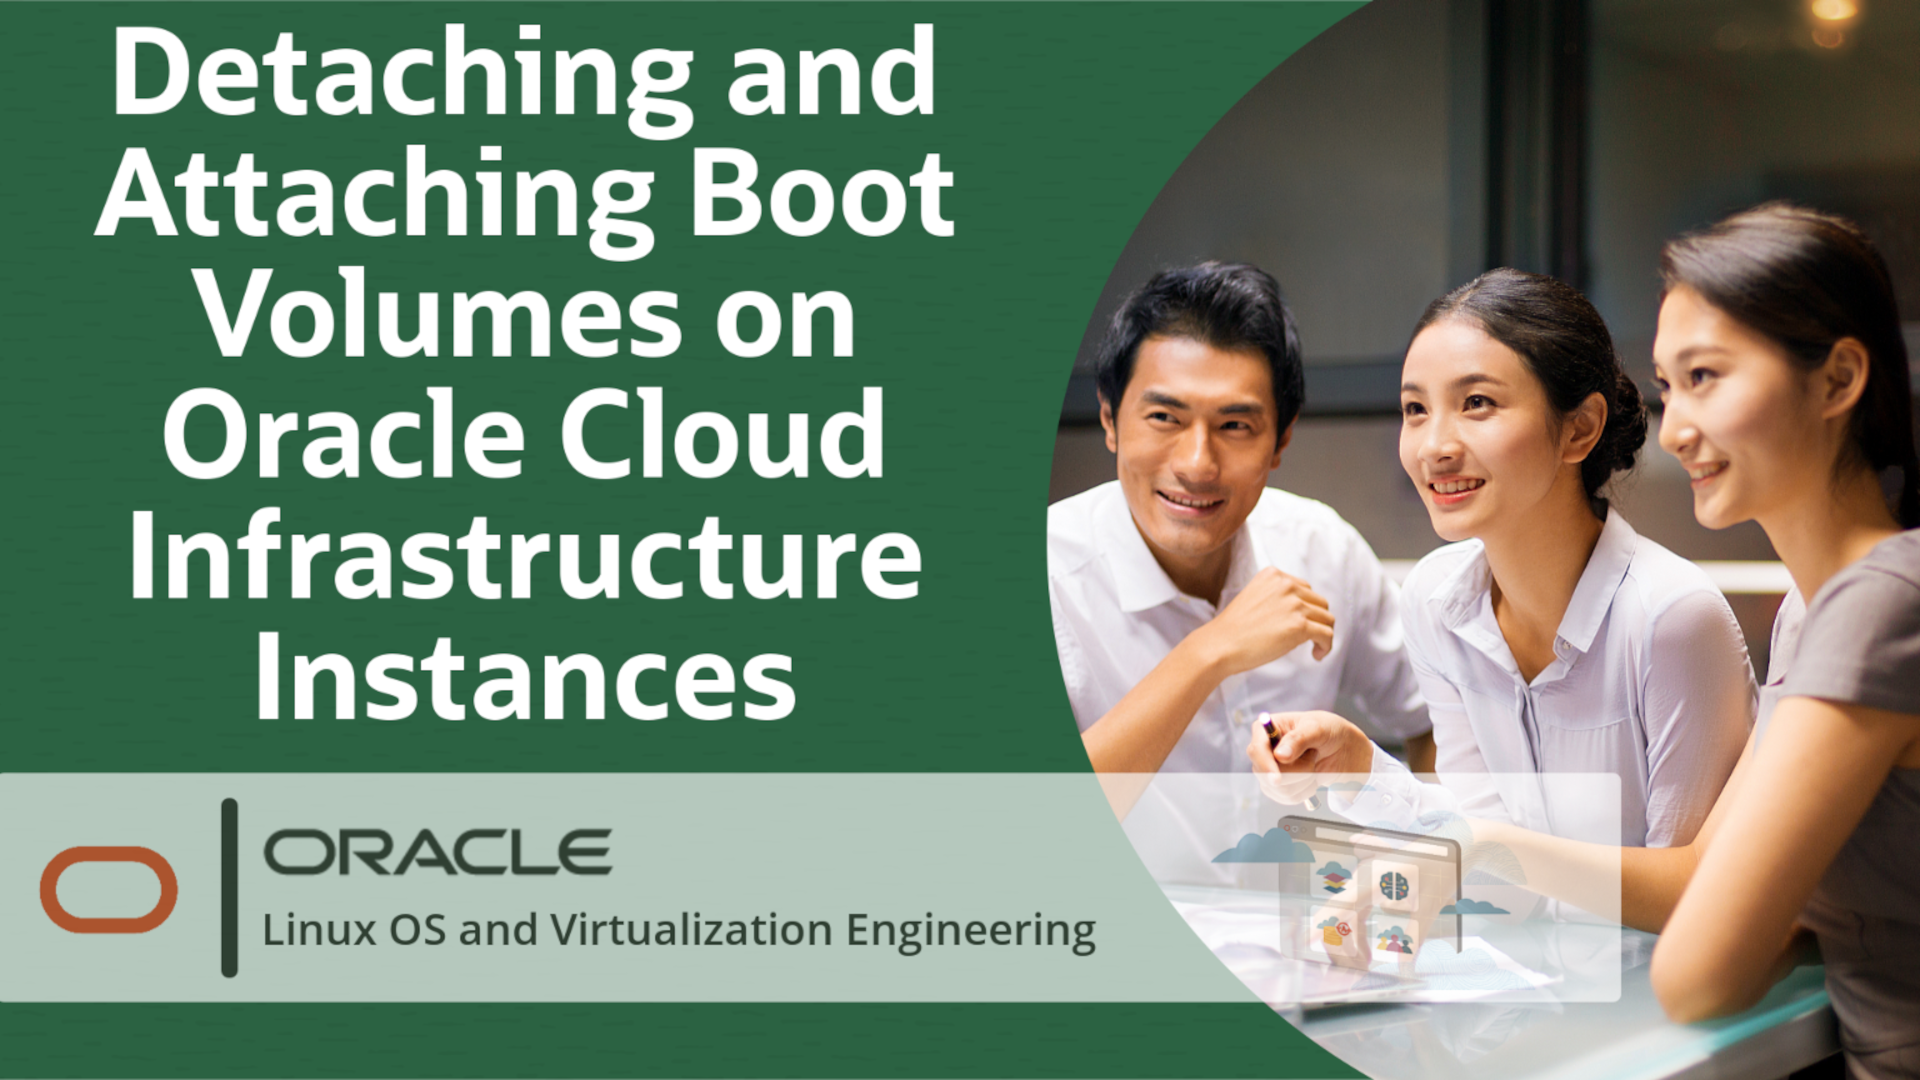 Detaching and
Attaching Boot
Volumes on
Oracle Cloud
Infrastructure
Instances
ORACLE
Linux OS and Virtualization Engineering